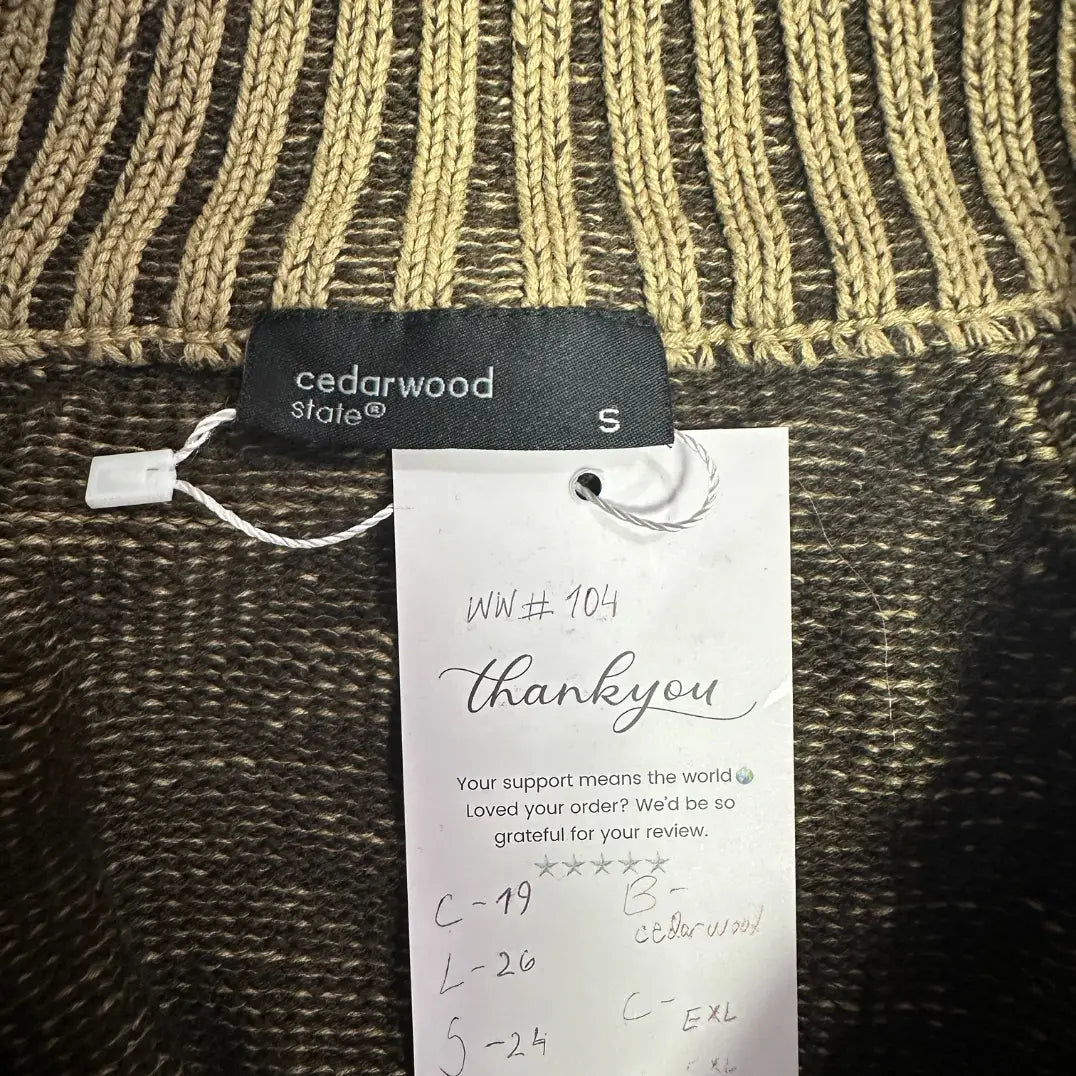 cedarwood
state®
S
WW# 104
thankyou
Your support means the world🌍
Loved your order? We'd be so
grateful for your review.
★★★★★
C - 19
L - 26
S - 24
B -
cedarwood
C - EXL